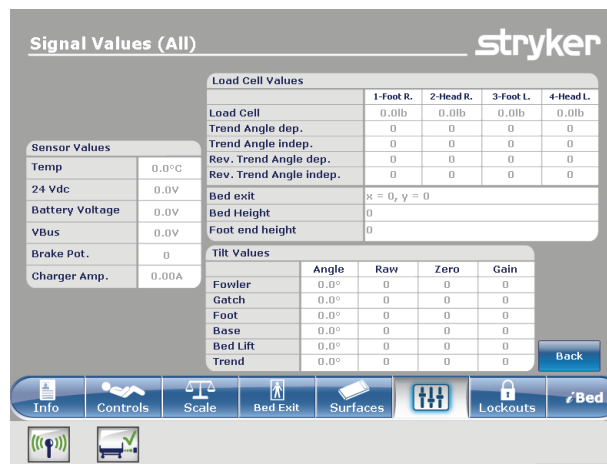 Signal Values (All)
stryker
Load Cell Values
1-Foot R. 2-Head R. 3-Foot L. 4-Head L.
Load Cell 0.0lb 0.0lb 0.0lb 0.0lb
Trend Angle dep. 0 0 0 0
Trend Angle indep. 0 0 0 0
Rev. Trend Angle dep. 0 0 0 0
Rev. Trend Angle indep. 0 0 0 0
Bed exit x = 0, y = 0
Bed Height 0
Foot end height 0
Sensor Values
Temp 0.0°C
24 Vdc 0.0V
Battery Voltage 0.0V
VBus 0.0V
Brake Pot. 0
Charger Amp. 0.00A
Tilt Values
Angle Raw Zero Gain
Fowler 0.0° 0 0 0
Gatch 0.0° 0 0 0
Foot 0.0° 0 0 0
Base 0.0° 0 0 0
Bed Lift 0.0° 0 0 0
Trend 0.0° 0 0 0
Back
Info Controls Scale Bed Exit Surfaces Lockouts iBed